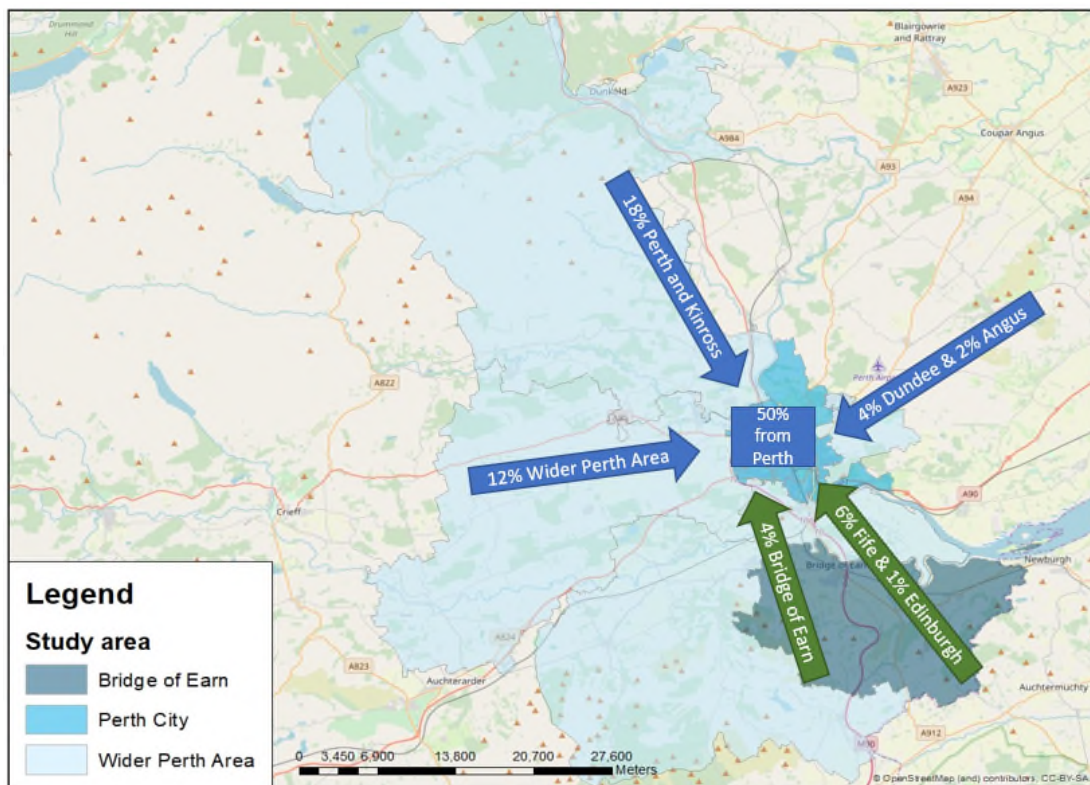 Drummond
Hill
Blairgowrie
and Rattray
A923
Dunkeld
Coupar Angus
A984
A93
A94
18% Perth and Kinross
4% Dundee & 2% Angus
A822
50%
from
Perth
12% Wider Perth Area
Crieff
A90
4% Bridge of Earn
6% Fife & 1% Edinburgh
Bridge of Earn
Newburgh
A824
A823
Auchterarder
Auchtermuchty
A912
M90
Legend
Study area
Bridge of Earn
Perth City
Wider Perth Area
0 3,450 6,900 13,800 20,700 27,600
Meters
© OpenStreetMap (and) contributors, CC-BY-SA